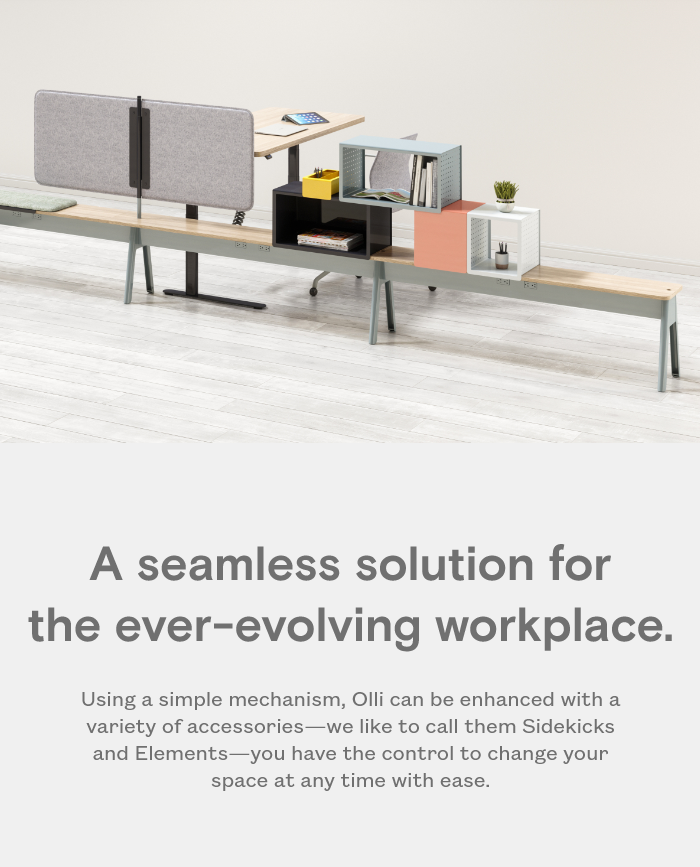 A seamless solution for
the ever-evolving workplace.
Using a simple mechanism, Olli can be enhanced with a
variety of accessories—we like to call them Sidekicks
and Elements—you have the control to change your
space at any time with ease.